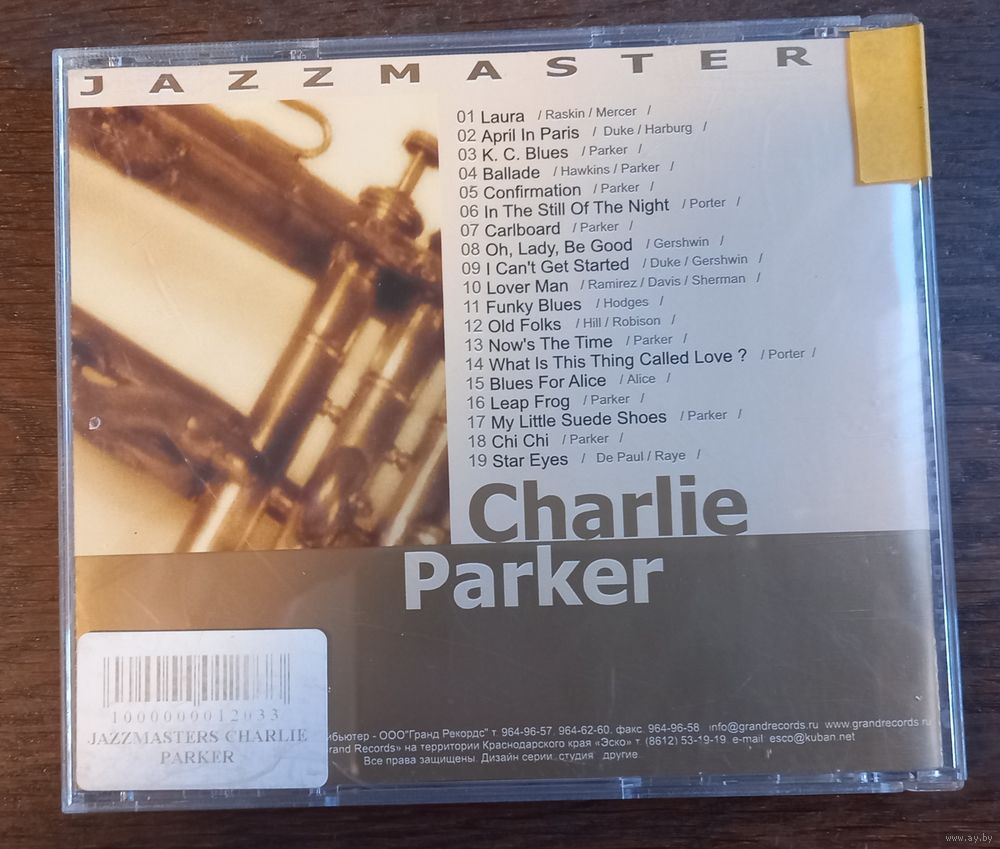 JAZZMASTER
01 Laura / Raskin / Mercer /
02 April In Paris / Duke / Harburg /
03 K. C. Blues / Parker /
04 Ballade / Hawkins / Parker /
05 Confirmation / Parker /
06 In The Still Of The Night / Porter /
07 Carlboard / Parker /
08 Oh, Lady, Be Good / Gershwin /
09 I Can't Get Started / Duke / Gershwin /
10 Lover Man / Ramirez / Davis / Sherman /
11 Funky Blues / Hodges /
12 Old Folks / Hill / Robison /
13 Now's The Time / Parker /
14 What Is This Thing Called Love ? / Porter /
15 Blues For Alice / Alice /
16 Leap Frog / Parker /
17 My Little Suede Shoes / Parker /
18 Chi Chi / Parker /
19 Star Eyes / De Paul / Raye /
Charlie
Parker
1000000012033
JAZZMASTERS CHARLIE
PARKER
ибьютер - ООО"Гранд Рекордс" т. 964-96-57, 964-62-60, факс. 964-96-58 info@grandrecords.ru www.grandrecords.ru
rand Records» на территории Краснодарского края «Эско» т. (8612) 53-19-19, e-mail: esco@kuban.net
Все права защищены. Дизайн серии: студия другие
www.ay.by